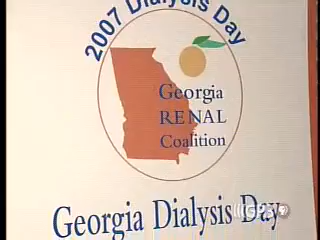 2007 Dialysis Day
Georgia
RENAL
Coalition
Georgia Dialysis Day